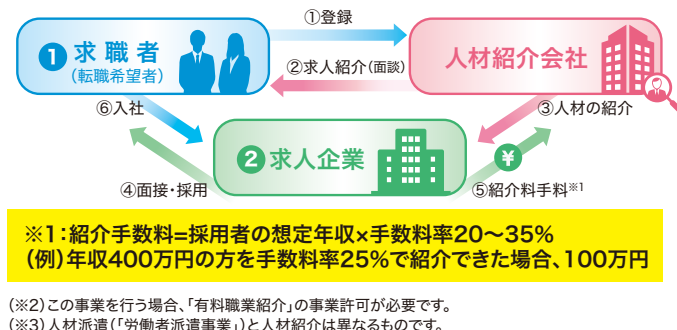 ①登録
❶求職者
(転職希望者)
人材紹介会社
②求人紹介(面談)
⑥入社
③人材の紹介
❷求人企業
¥
④面接・採用
⑤紹介料手料※1
※1:紹介手数料=採用者の想定年収×手数料率20〜35%
(例)年収400万円の方を手数料率25%で紹介できた場合、100万円
(※2)この事業を行う場合、「有料職業紹介」の事業許可が必要です。
(※3)人材派遣(「労働者派遣事業」)と人材紹介は異なるものです。